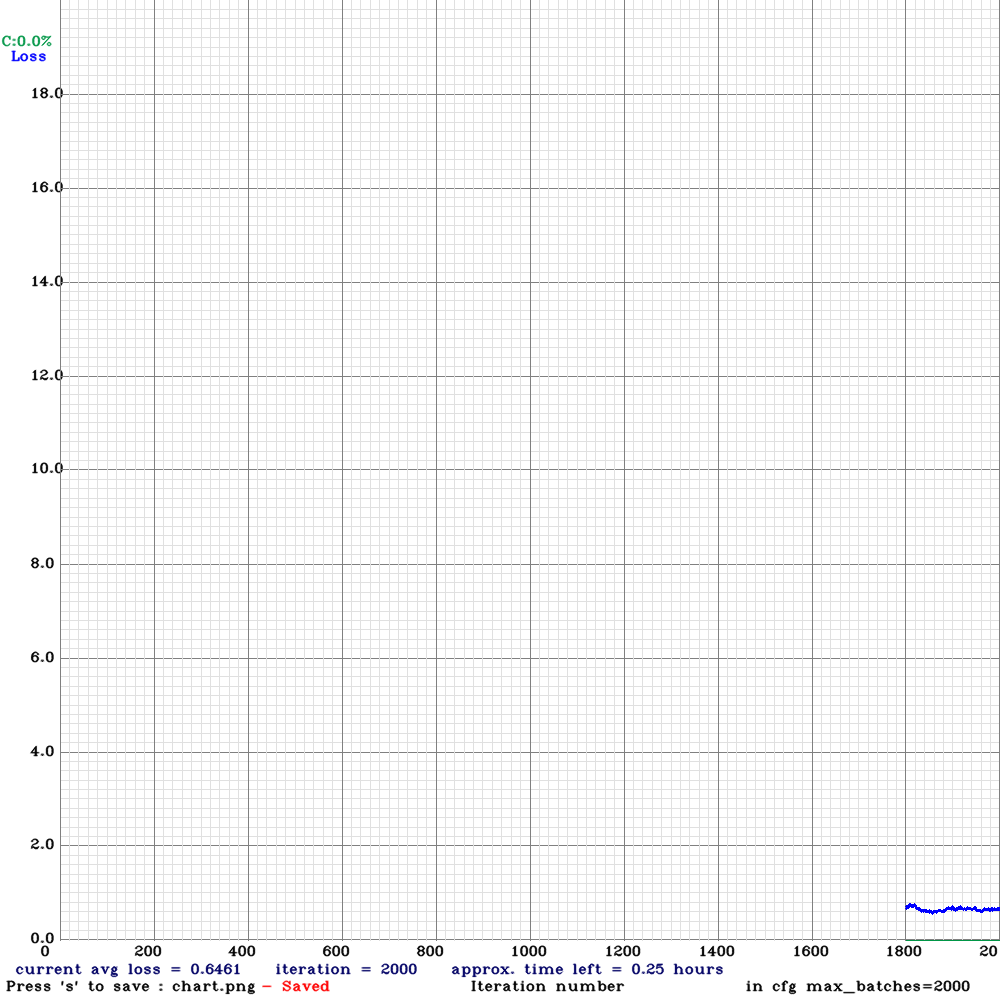 C:0.0%
Loss
18.0
16.0
14.0
12.0
10.0
8.0
6.0
4.0
2.0
0.0
0 200 400 600 800 1000 1200 1400 1600 1800 20
current avg loss = 0.6461 iteration = 2000 approx. time left = 0.25 hours
Press 's' to save : chart.png - Saved Iteration number in cfg max_batches=2000